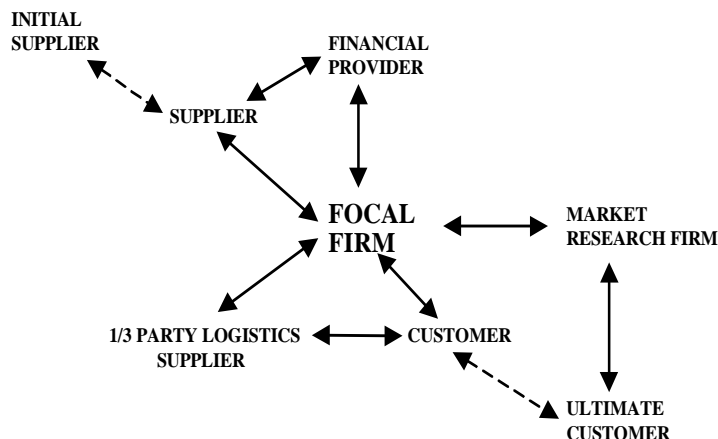 INITIAL
SUPPLIER
FINANCIAL
PROVIDER
SUPPLIER
FOCAL
FIRM
MARKET
RESEARCH FIRM
1/3 PARTY LOGISTICS
SUPPLIER
CUSTOMER
ULTIMATE
CUSTOMER